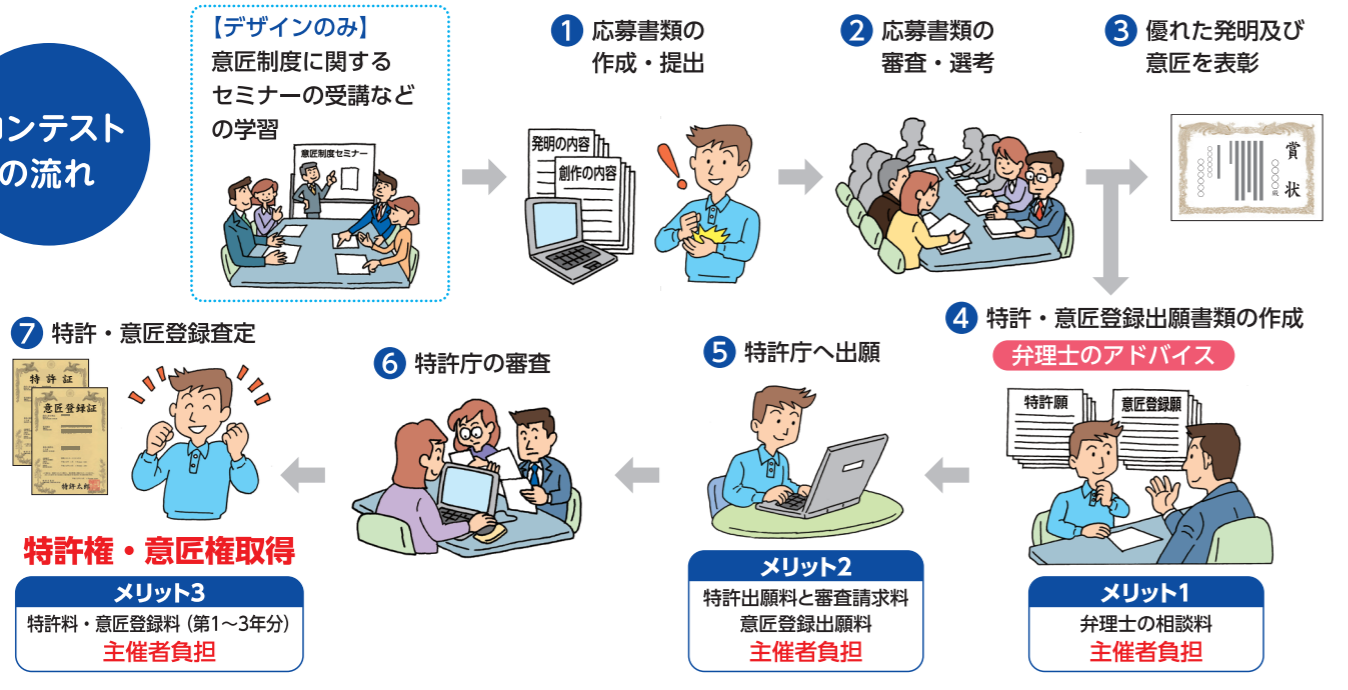 コンテスト
の流れ
【デザインのみ】
意匠制度に関する
セミナーの受講など
の学習
意匠制度セミナー
1 応募書類の
作成・提出
発明の内容
創作の内容
2 応募書類の
審査・選考
3 優れた発明及び
意匠を表彰
賞状
4 特許・意匠登録出願書類の作成
弁理士のアドバイス
特許願
意匠登録願
メリット1
弁理士の相談料
主催者負担
5 特許庁へ出願
メリット2
特許出願料と審査請求料
意匠登録出願料
主催者負担
6 特許庁の審査
7 特許・意匠登録査定
特許証
意匠登録証
特許太郎
特許権・意匠権取得
メリット3
特許料・意匠登録料（第1～3年分）
主催者負担